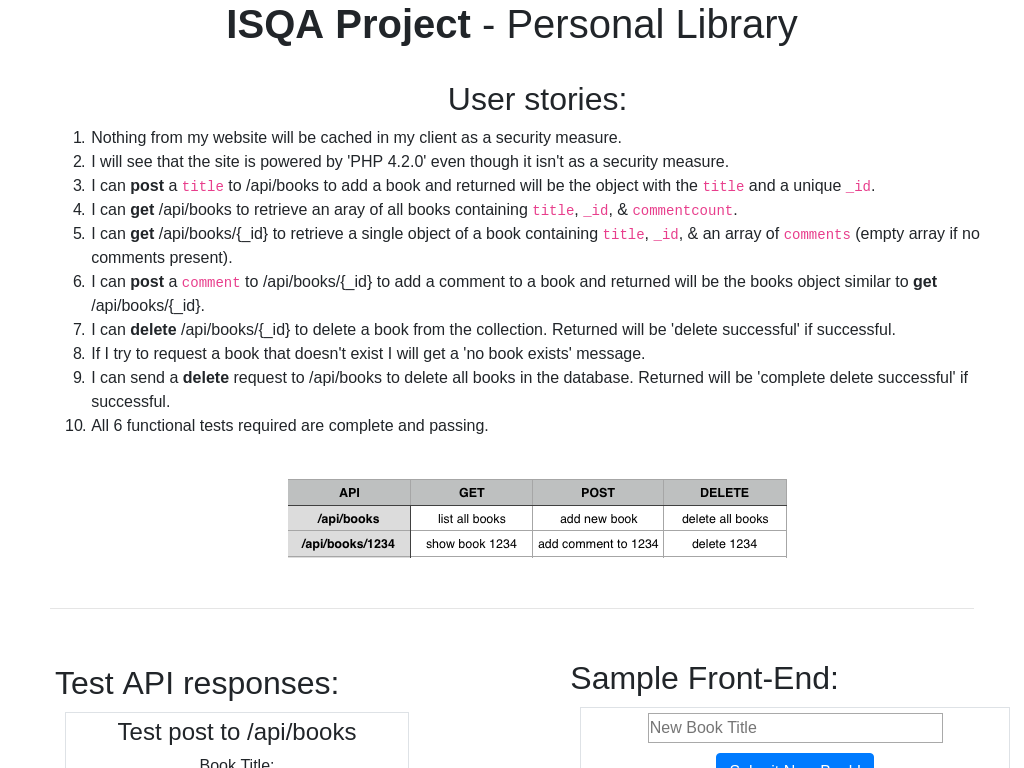 ISQA Project - Personal Library
User stories:
1. Nothing from my website will be cached in my client as a security measure.
2. I will see that the site is powered by 'PHP 4.2.0' even though it isn't as a security measure.
3. I can post a title to /api/books to add a book and returned will be the object with the title and a unique _id.
4. I can get /api/books to retrieve an aray of all books containing title, _id, & commentcount.
5. I can get /api/books/{_id} to retrieve a single object of a book containing title, _id, & an array of comments (empty array if no
comments present).
6. I can post a comment to /api/books/{_id} to add a comment to a book and returned will be the books object similar to get
/api/books/{_id}.
7. I can delete /api/books/{_id} to delete a book from the collection. Returned will be 'delete successful' if successful.
8. If I try to request a book that doesn't exist I will get a 'no book exists' message.
9. I can send a delete request to /api/books to delete all books in the database. Returned will be 'complete delete successful' if
successful.
10. All 6 functional tests required are complete and passing.
API GET POST DELETE
/api/books list all books add new book delete all books
/api/books/1234 show book 1234 add comment to 1234 delete 1234
Test API responses:
Test post to /api/books
Book Title:
Sample Front-End:
New Book Title
Submit New Book!